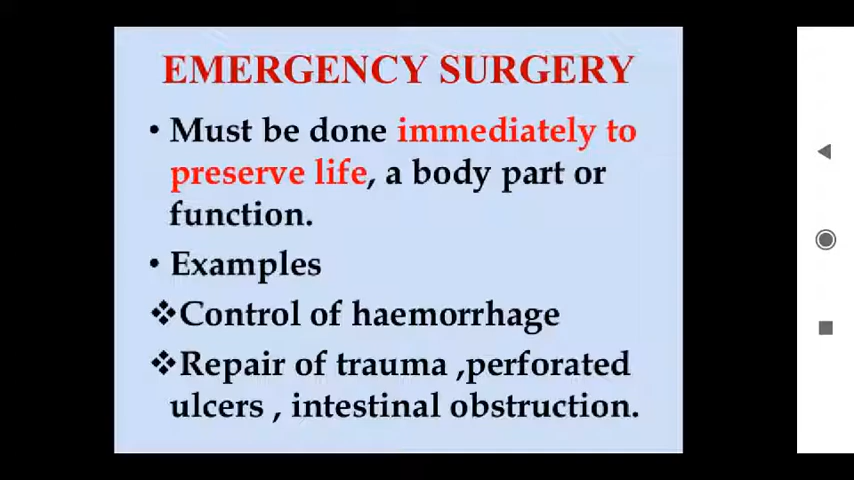 EMERGENCY SURGERY
• Must be done immediately to
preserve life, a body part or
function.
• Examples
❖Control of haemorrhage
❖Repair of trauma ,perforated
ulcers , intestinal obstruction.